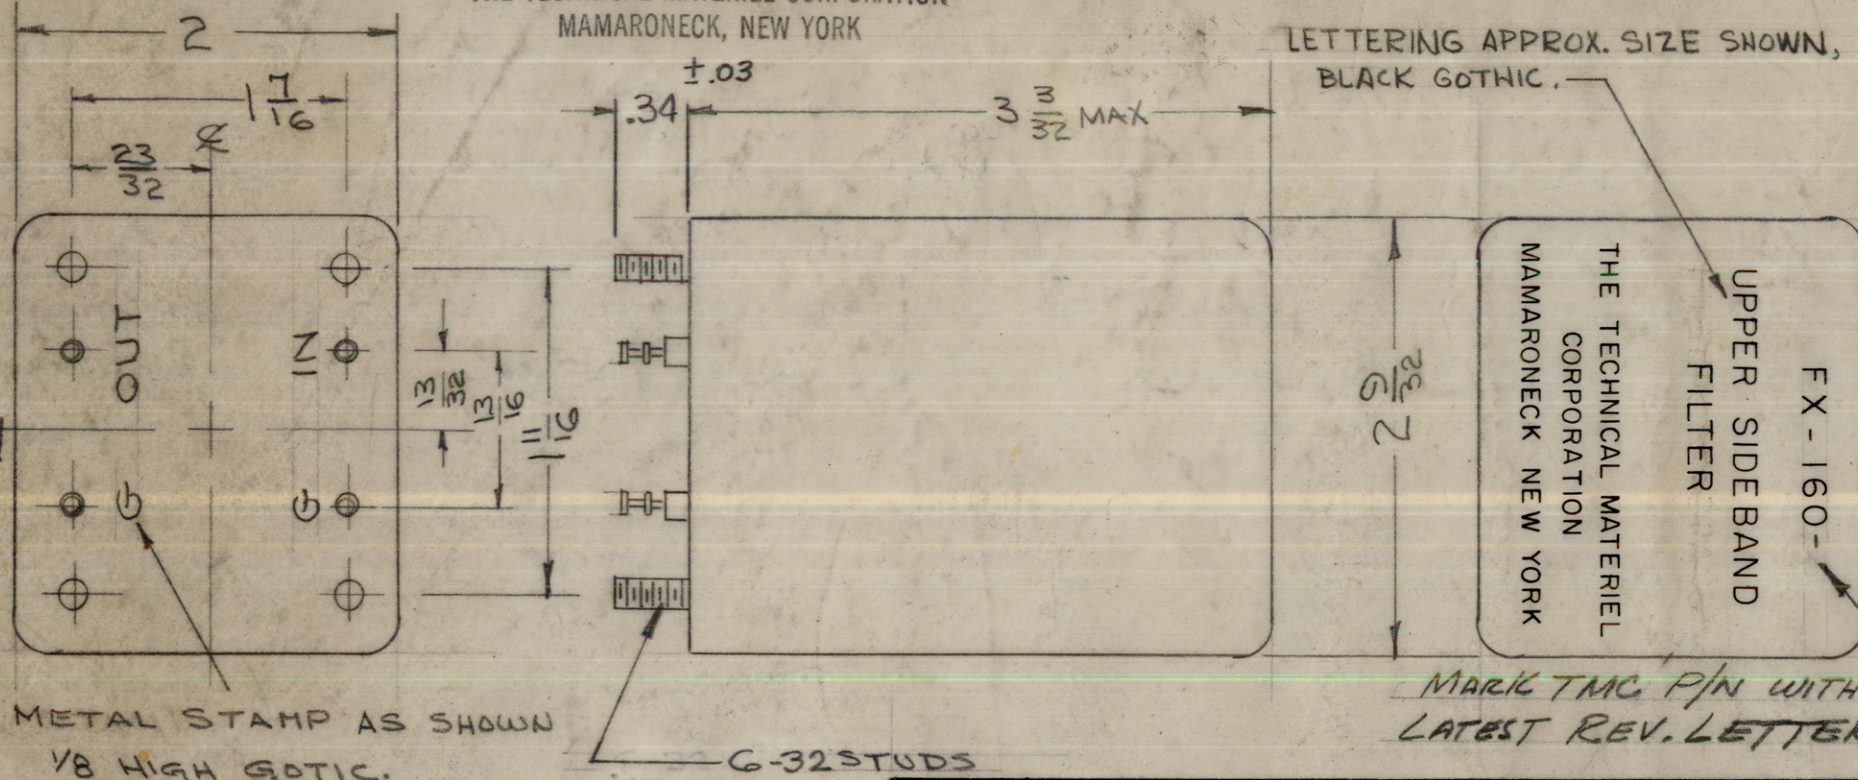 MAMARONECK, NEW YORK
2
1 7/16
℄
23/32
±.03
.34
3 3/32 MAX
LETTERING APPROX. SIZE SHOWN,
BLACK GOTHIC.
OUT
IN
G
G
13/32
13/16
1 11/16
2 9/32
FX-160-
UPPER SIDEBAND
FILTER
THE TECHNICAL MATERIEL
CORPORATION
MAMARONECK NEW YORK
METAL STAMP AS SHOWN
1/8 HIGH GOTIC.
6-32 STUDS
MARK TMC P/N WITH
LATEST REV. LETTER